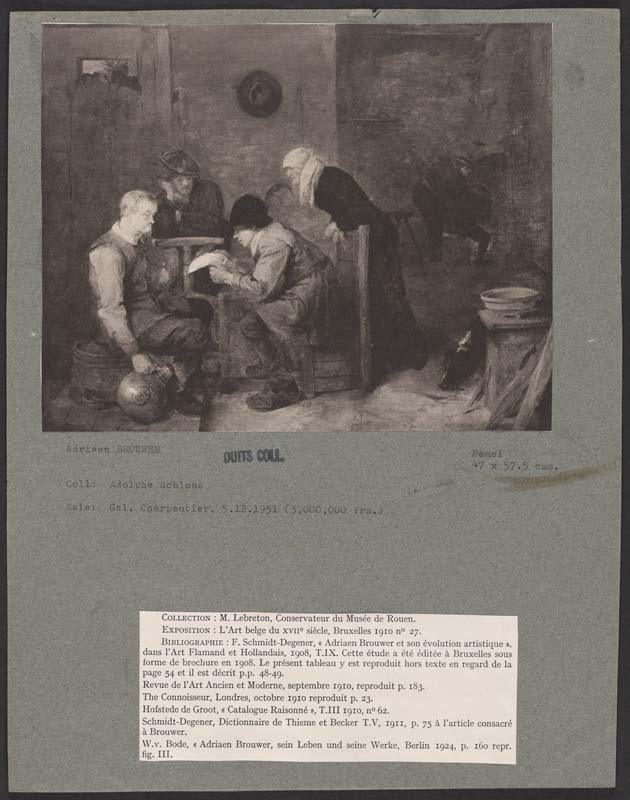 Adriaen BROUWER
DUITS COLL.
Panel
47 x 57.5 cms.
Coll: Adolphe Schloss
Sale: Gal. Charpentier, 5.12.1951 (3,000,000 frs.)
COLLECTION : M. Lebreton, Conservateur du Musée de Rouen.
EXPOSITION : L'Art belge du XVIIe siècle, Bruxelles 1910 nº 27.
BIBLIOGRAPHIE : F. Schmidt-Degener, « Adriaen Brouwer et son évolution artistique ».
dans l'Art Flamand et Hollandais, 1908, T.IX. Cette étude a été éditée à Bruxelles sous
forme de brochure en 1908. Le présent tableau y est reproduit hors texte en regard de la
page 54 et il est décrit p.p. 48-49.
Revue de l'Art Ancien et Moderne, septembre 1910, reproduit p. 183.
The Connoisseur, Londres, octobre 1910 reproduit p. 23.
Hofstede de Groot, « Catalogue Raisonné », T.III 1910, nº 62.
Schmidt-Degener, Dictionnaire de Thieme et Becker T.V, 1911, p. 75 à l'article consacré
à Brouwer.
W.v. Bode, « Adriaen Brouwer, sein Leben und seine Werke, Berlin 1924, p. 160 repr.
fig. III.